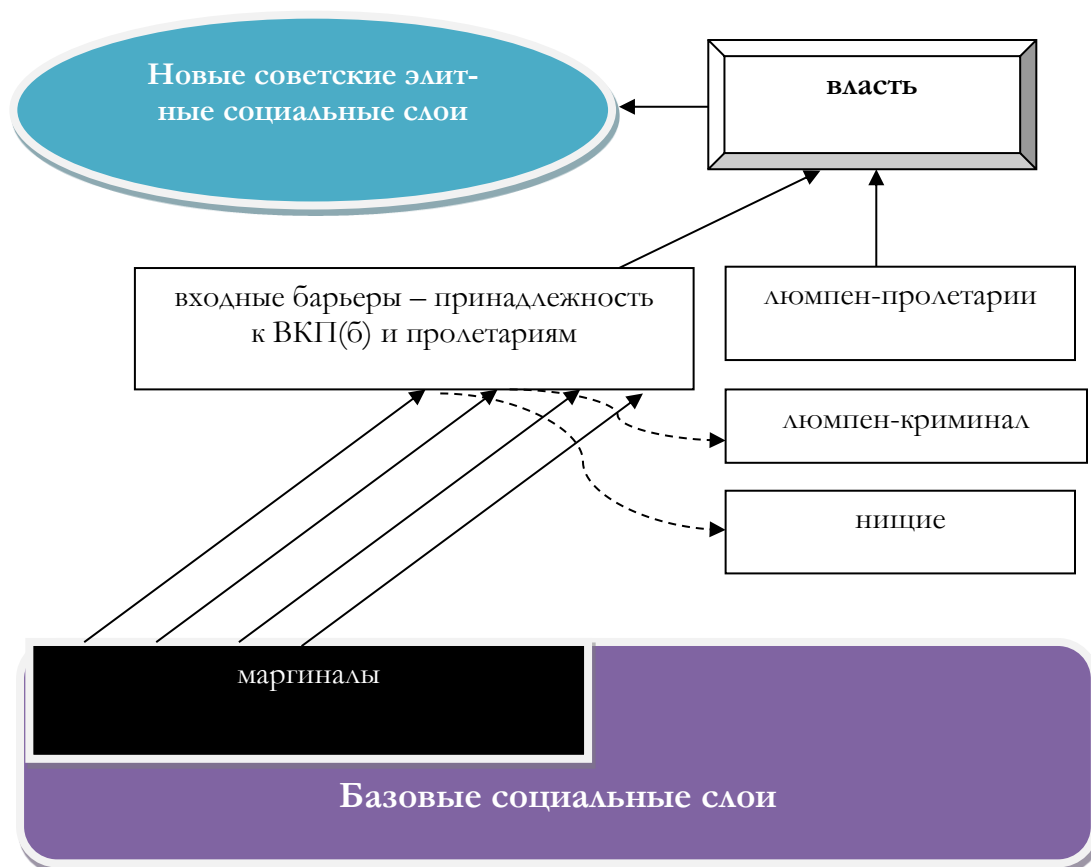 Новые советские элит-
ные социальные слои
власть
входные барьеры – принадлежность
к ВКП(б) и пролетариям
люмпен-пролетарии
люмпен-криминал
нищие
маргиналы
Базовые социальные слои